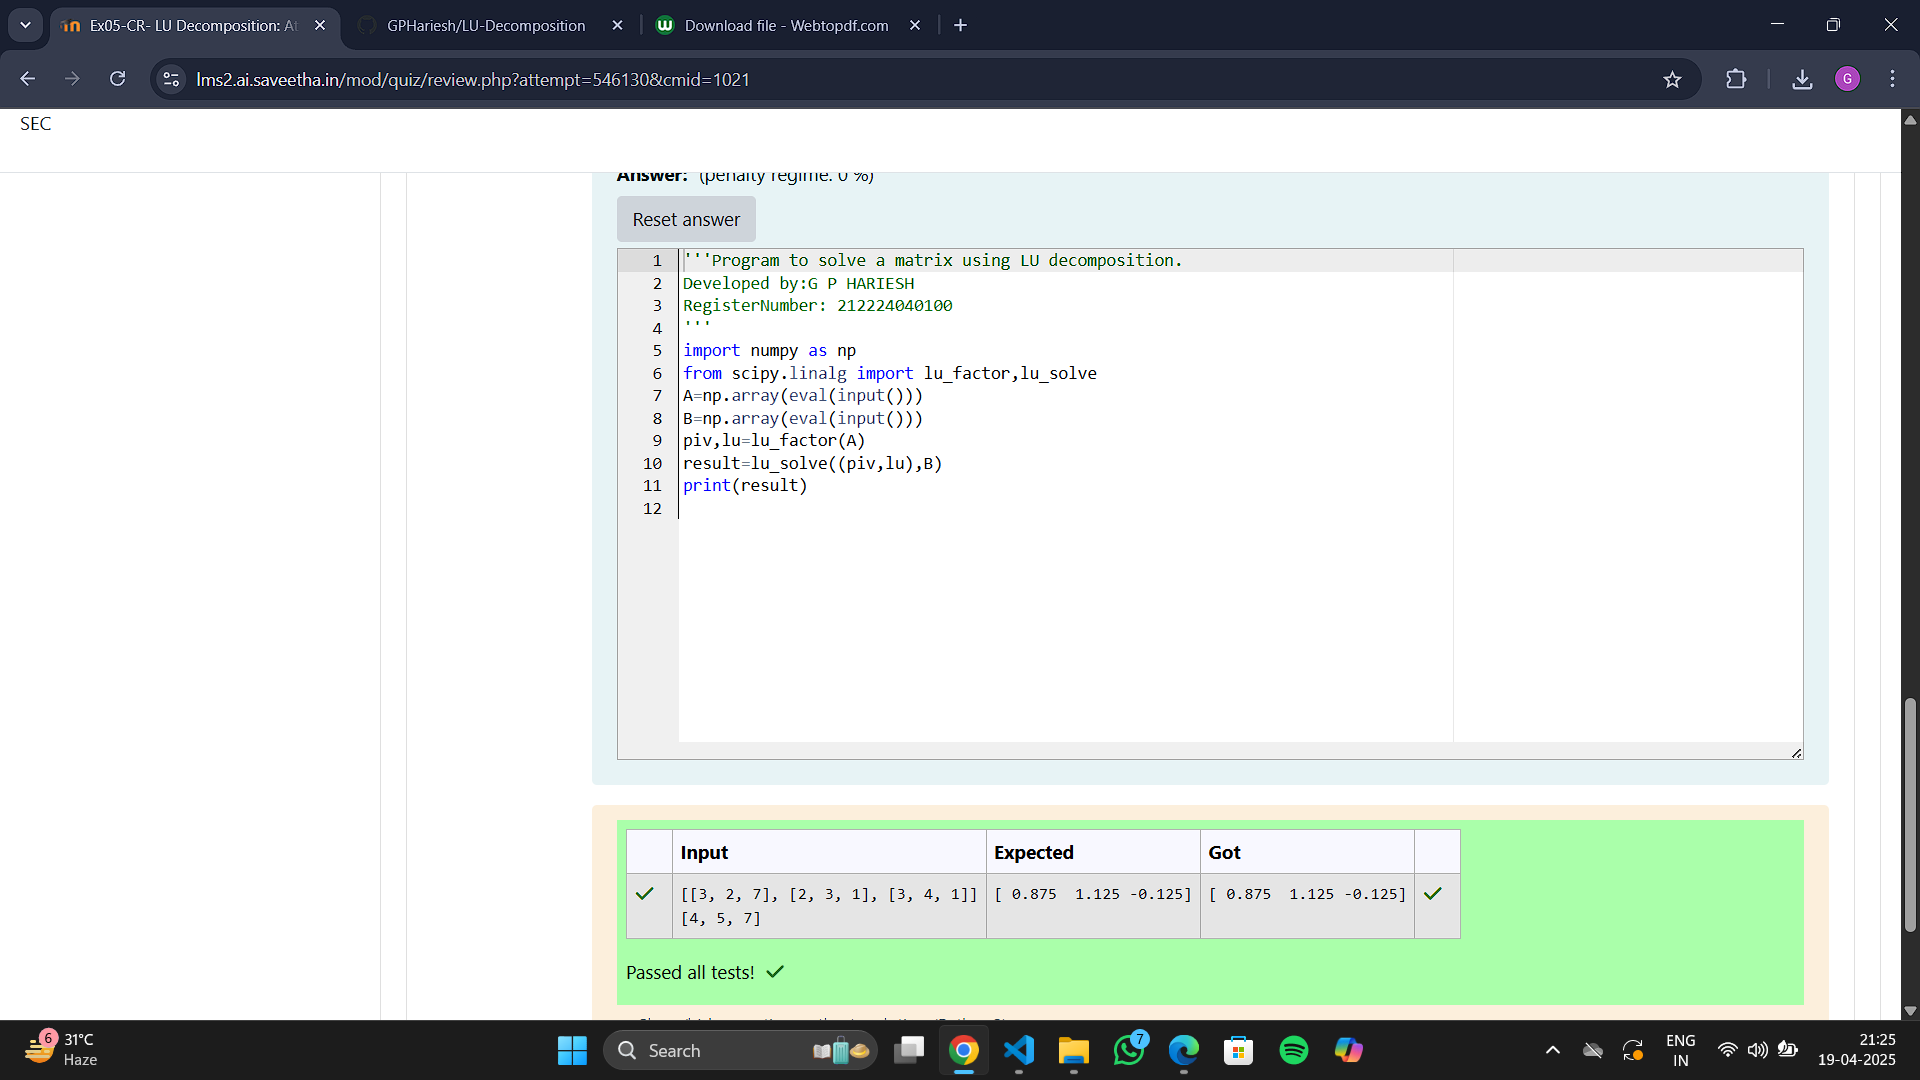 Ex05-CR- LU Decomposition: At
GPHariesh/LU-Decomposition
Download file - Webtopdf.com
lms2.ai.saveetha.in/mod/quiz/review.php?attempt=546130&cmid=1021
G
SEC
Answer: (penalty regime: 0 %)
Reset answer
1 '''Program to solve a matrix using LU decomposition.
2 Developed by:G P HARIESH
3 RegisterNumber: 212224040100
4 '''
5 import numpy as np
6 from scipy.linalg import lu_factor,lu_solve
7 A=np.array(eval(input()))
8 B=np.array(eval(input()))
9 piv,lu=lu_factor(A)
10 result=lu_solve((piv,lu),B)
11 print(result)
12
Input Expected Got
[[3, 2, 7], [2, 3, 1], [3, 4, 1]] [ 0.875  1.125 -0.125] [ 0.875  1.125 -0.125]
[4, 5, 7]
Passed all tests!
6
31°C
Haze
Search
7
ENG
IN
21:25
19-04-2025